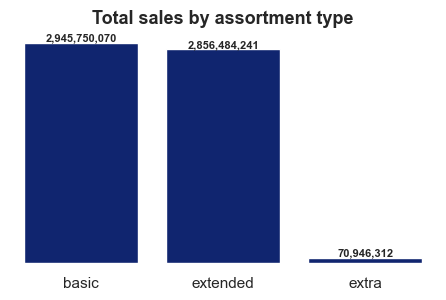 Total sales by assortment type
2,945,750,070
2,856,484,241
70,946,312
basic
extended
extra